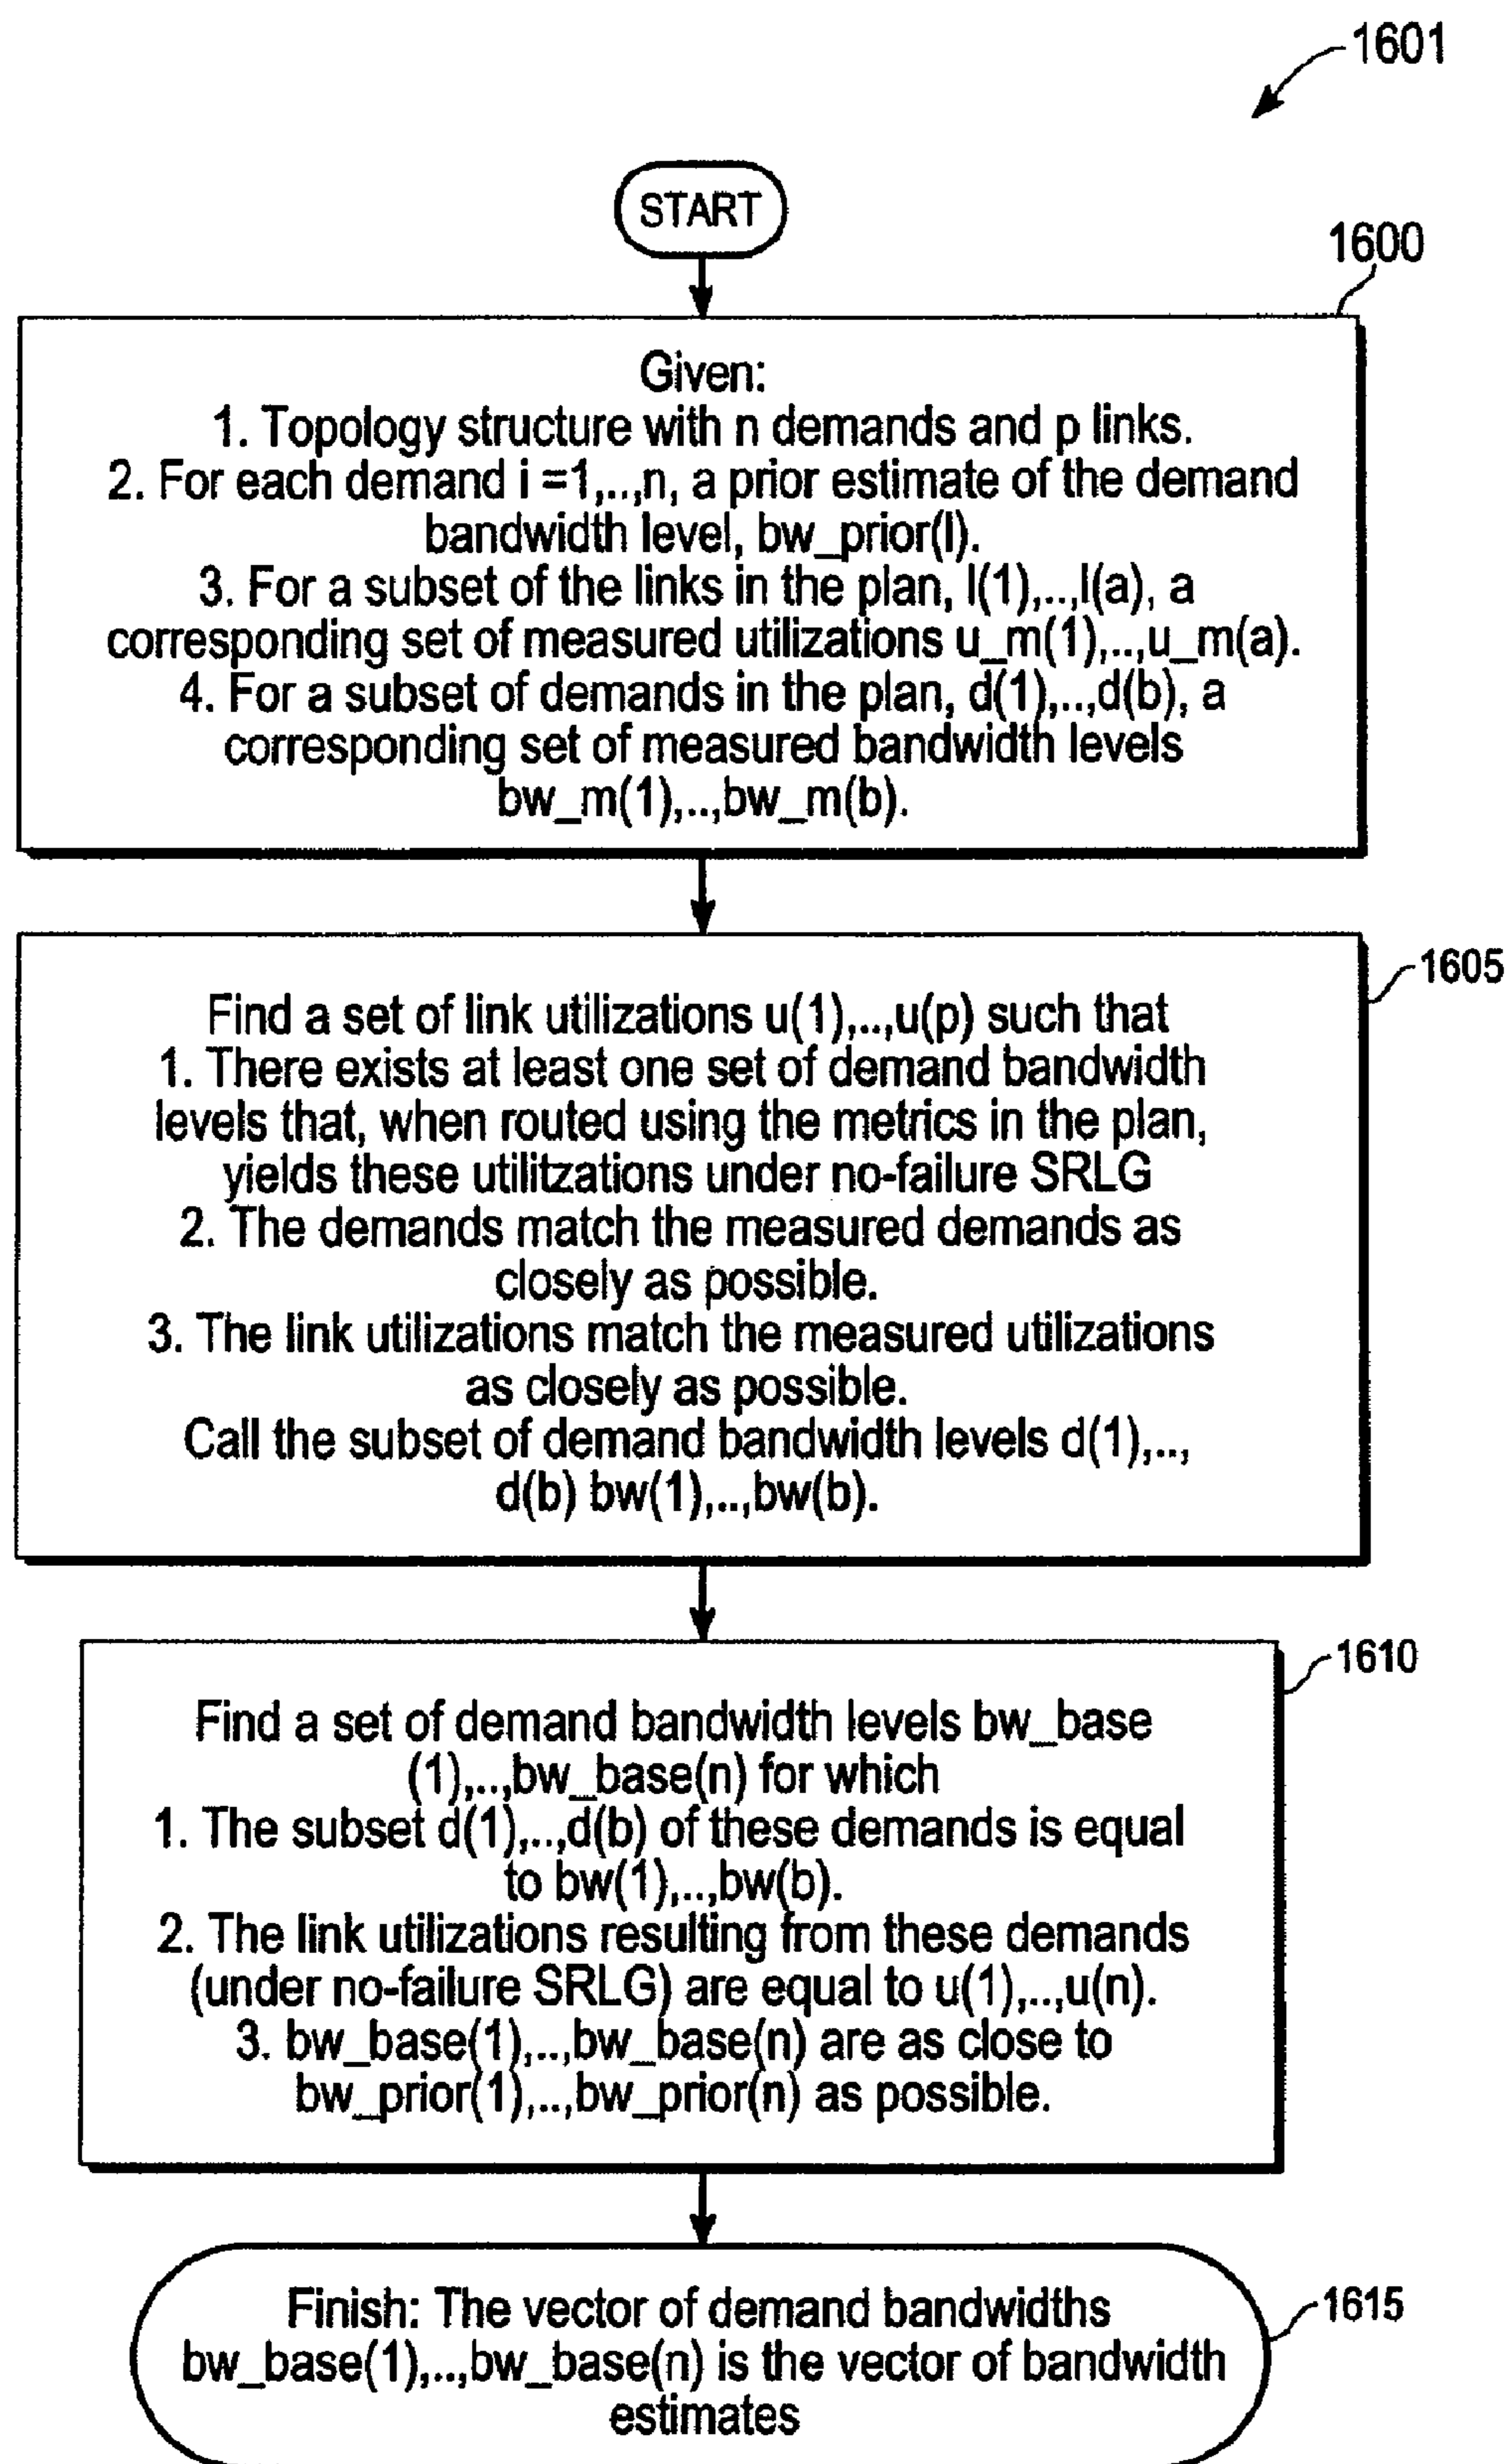 1601
START
1600
Given:
1. Topology structure with n demands and p links.
2. For each demand i =1,..,n, a prior estimate of the demand
bandwidth level, bw_prior(I).
3. For a subset of the links in the plan, l(1),..,l(a), a
corresponding set of measured utilizations u_m(1),..,u_m(a).
4. For a subset of demands in the plan, d(1),..,d(b), a
corresponding set of measured bandwidth levels
bw_m(1),..,bw_m(b).
1605
Find a set of link utilizations u(1),..,u(p) such that
1. There exists at least one set of demand bandwidth
levels that, when routed using the metrics in the plan,
yields these utilitzations under no-failure SRLG
2. The demands match the measured demands as
closely as possible.
3. The link utilizations match the measured utilizations
as closely as possible.
Call the subset of demand bandwidth levels d(1),..,
d(b) bw(1),..,bw(b).
1610
Find a set of demand bandwidth levels bw_base
(1),..,bw_base(n) for which
1. The subset d(1),..,d(b) of these demands is equal
to bw(1),..,bw(b).
2. The link utilizations resulting from these demands
(under no-failure SRLG) are equal to u(1),..,u(n).
3. bw_base(1),..,bw_base(n) are as close to
bw_prior(1),..,bw_prior(n) as possible.
1615
Finish: The vector of demand bandwidths
bw_base(1),..,bw_base(n) is the vector of bandwidth
estimates